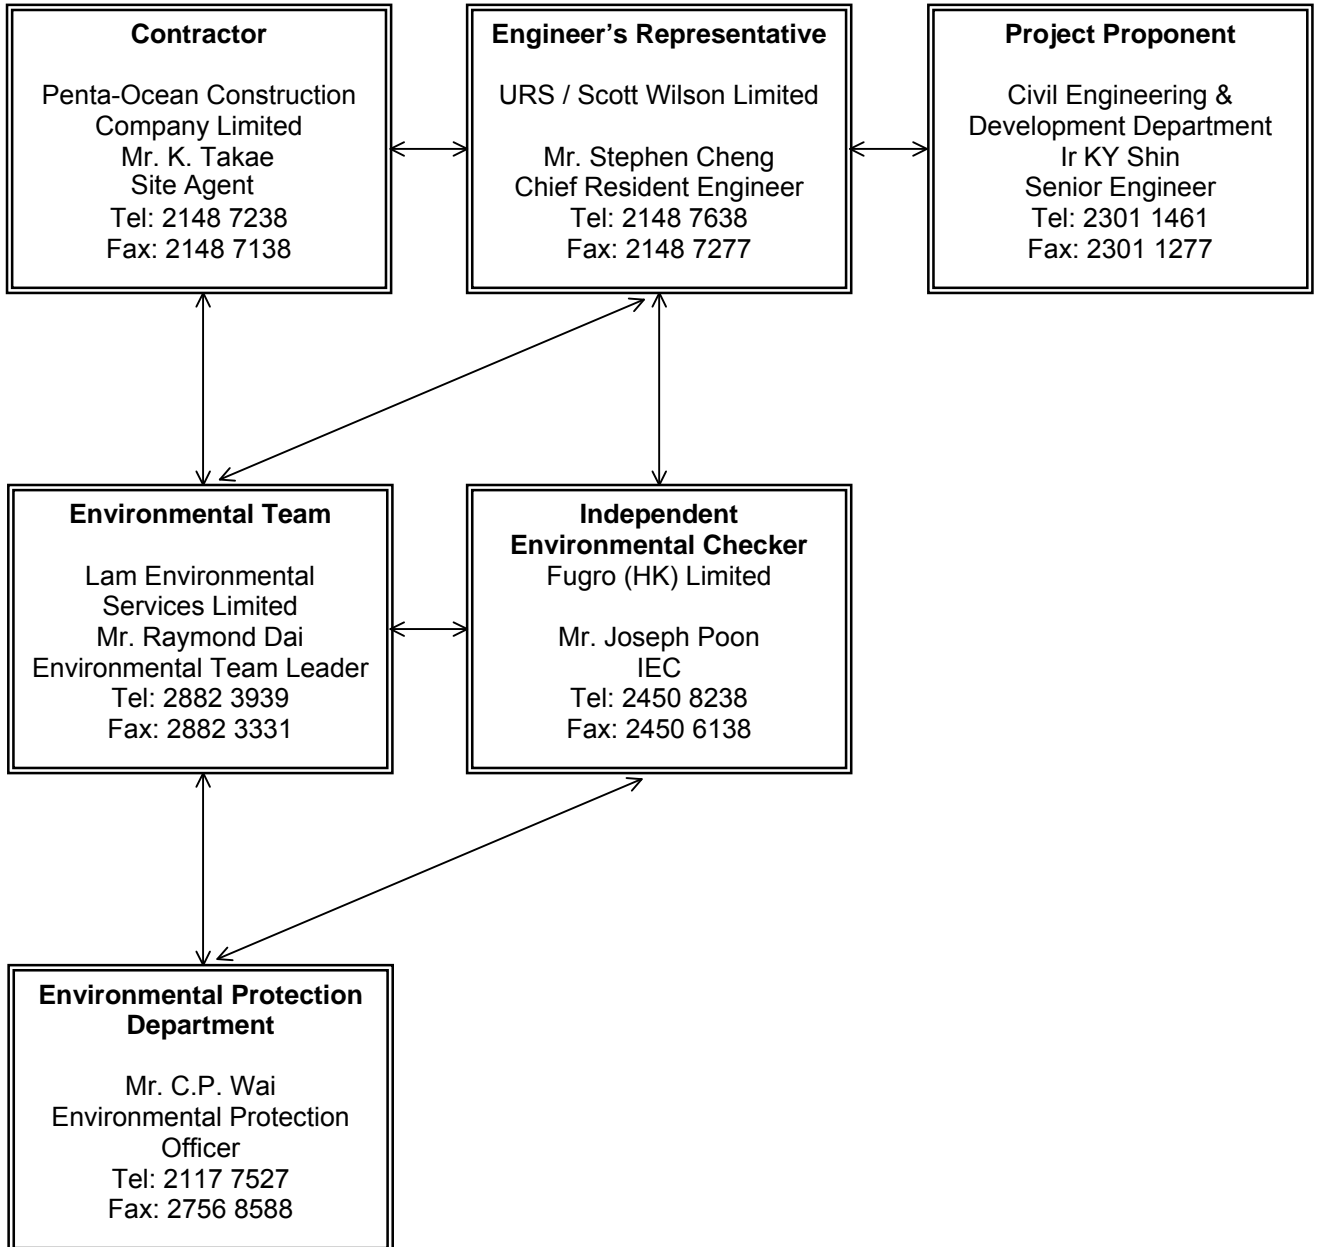 Contractor
Penta-Ocean Construction
Company Limited
Mr. K. Takae
Site Agent
Tel: 2148 7238
Fax: 2148 7138
Engineer's Representative
URS / Scott Wilson Limited
Mr. Stephen Cheng
Chief Resident Engineer
Tel: 2148 7638
Fax: 2148 7277
Project Proponent
Civil Engineering &
Development Department
Ir KY Shin
Senior Engineer
Tel: 2301 1461
Fax: 2301 1277
Environmental Team
Lam Environmental
Services Limited
Mr. Raymond Dai
Environmental Team Leader
Tel: 2882 3939
Fax: 2882 3331
Independent
Environmental Checker
Fugro (HK) Limited
Mr. Joseph Poon
IEC
Tel: 2450 8238
Fax: 2450 6138
Environmental Protection
Department
Mr. C.P. Wai
Environmental Protection
Officer
Tel: 2117 7527
Fax: 2756 8588